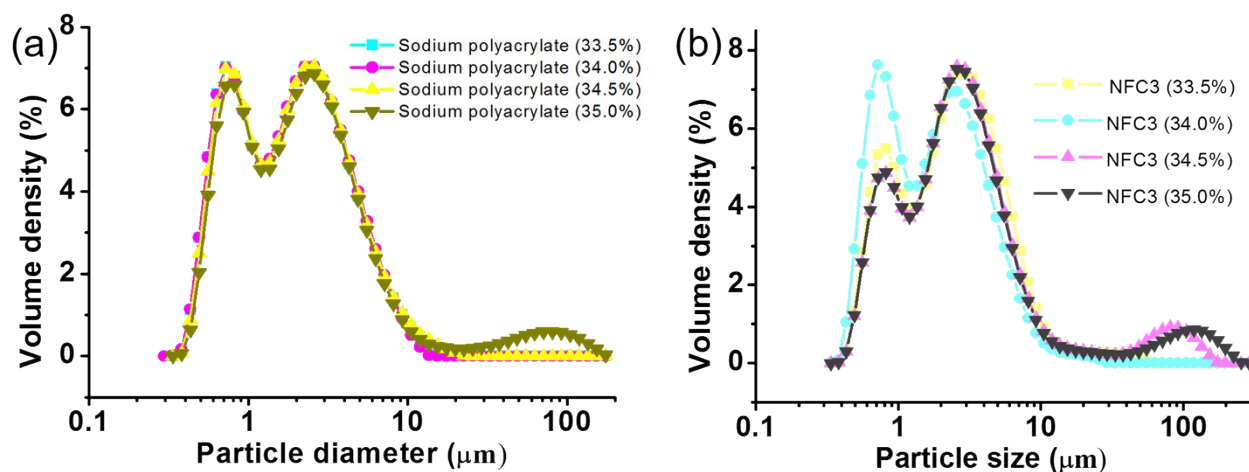 (a)
Volume density (%)
8
6
4
2
0
0.1
1
10
100
Particle diameter (μm)
Sodium polyacrylate (33.5%)
Sodium polyacrylate (34.0%)
Sodium polyacrylate (34.5%)
Sodium polyacrylate (35.0%)
(b)
Volume density (%)
8
6
4
2
0
0.1
1
10
100
Particle size (μm)
NFC3 (33.5%)
NFC3 (34.0%)
NFC3 (34.5%)
NFC3 (35.0%)